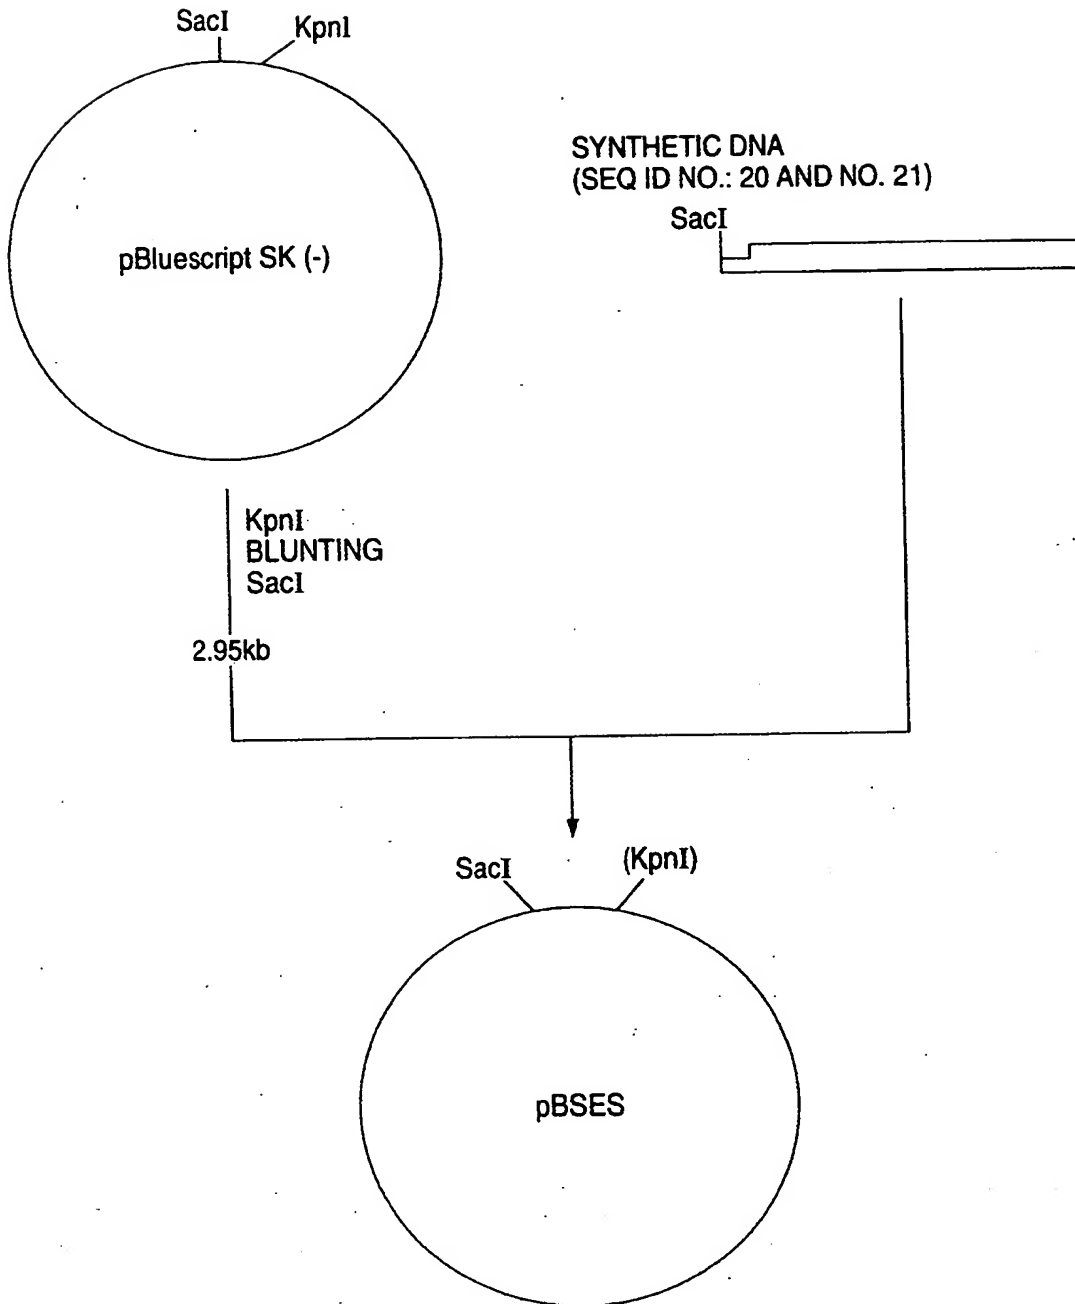 SacI
KpnI
pBluescript SK (-)
SYNTHETIC DNA
(SEQ ID NO.: 20 AND NO. 21)
SacI
KpnI
BLUNTING
SacI
2.95kb
SacI
(KpnI)
pBSES